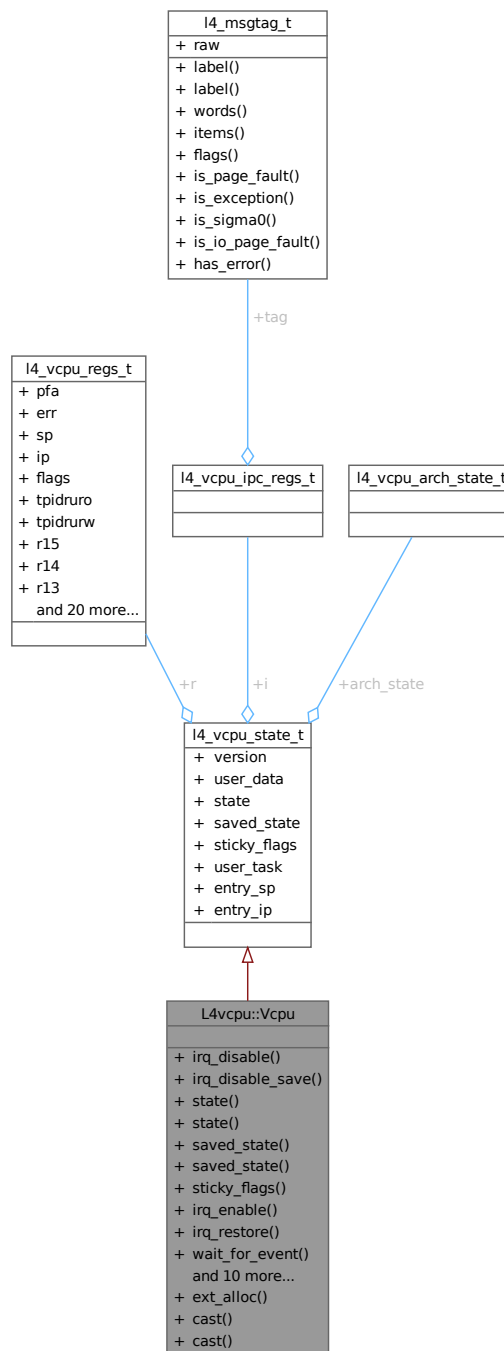 l4_msgtag_t
+ raw
+ label()
+ label()
+ words()
+ items()
+ flags()
+ is_page_fault()
+ is_exception()
+ is_sigma0()
+ is_io_page_fault()
+ has_error()
+tag
l4_vcpu_regs_t
+ pfa
+ err
+ sp
+ ip
+ flags
+ tpidruro
+ tpidrurw
+ r15
+ r14
+ r13
and 20 more...
l4_vcpu_ipc_regs_t
l4_vcpu_arch_state_t
+r
+i
+arch_state
l4_vcpu_state_t
+ version
+ user_data
+ state
+ saved_state
+ sticky_flags
+ user_task
+ entry_sp
+ entry_ip
L4vcpu::Vcpu
+ irq_disable()
+ irq_disable_save()
+ state()
+ state()
+ saved_state()
+ saved_state()
+ sticky_flags()
+ irq_enable()
+ irq_restore()
+ wait_for_event()
and 10 more...
+ ext_alloc()
+ cast()
+ cast()